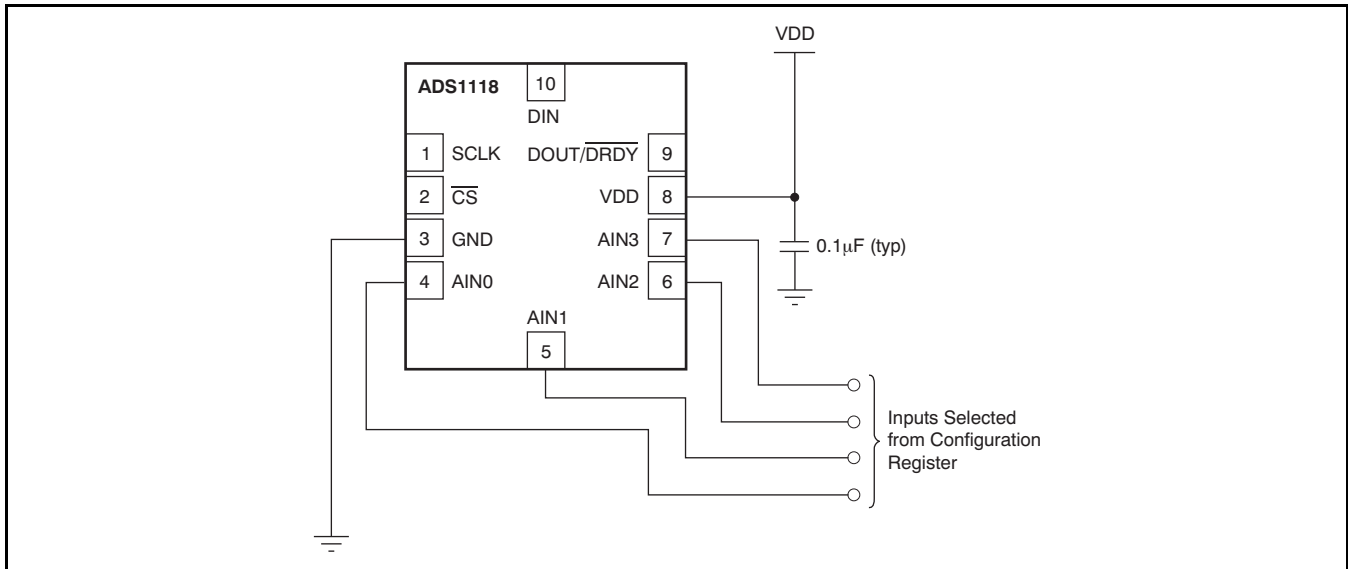 VDD
ADS1118
10
DIN
1 SCLK
DOUT/DRDY 9
2 CS
VDD 8
3 GND
AIN3 7
0.1μF (typ)
4 AIN0
AIN2 6
AIN1
5
Inputs Selected
from Configuration
Register